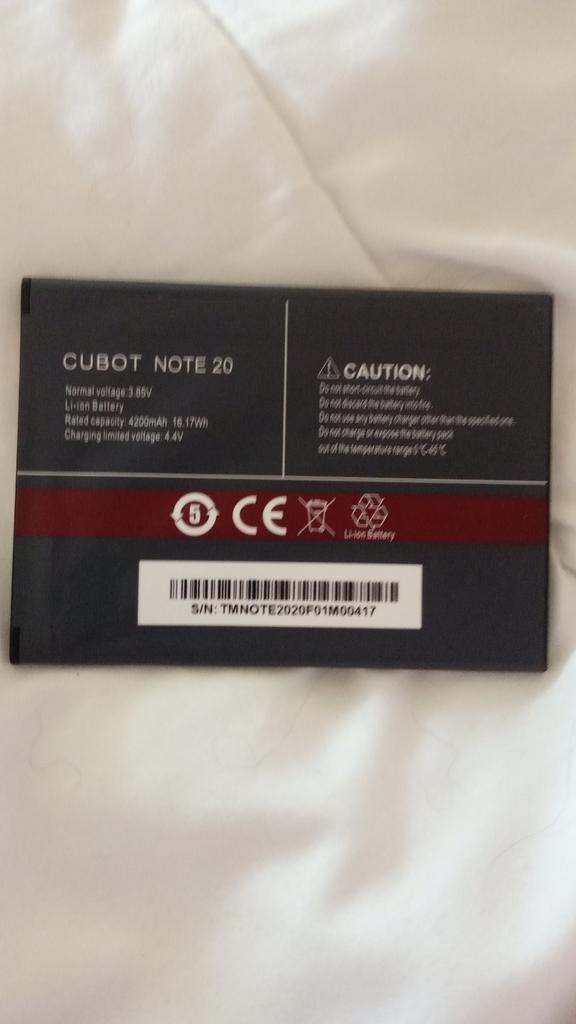 CUBOT NOTE 20
Normal voltage:3.85V
Li-ion Battery
Rated capacity: 4200mAh 16.17Wh
Charging limited voltage: 4.4V
CAUTION:
Do not short-circuit the battery.
Do not discard the battery into fire.
Do not use any battery charger other than the specified one.
Do not charge or expose the battery pack
out of the temperature range 0℃-45℃
5
CE
Li-ion Battery
S/N: TMNOTE2020F01M00417